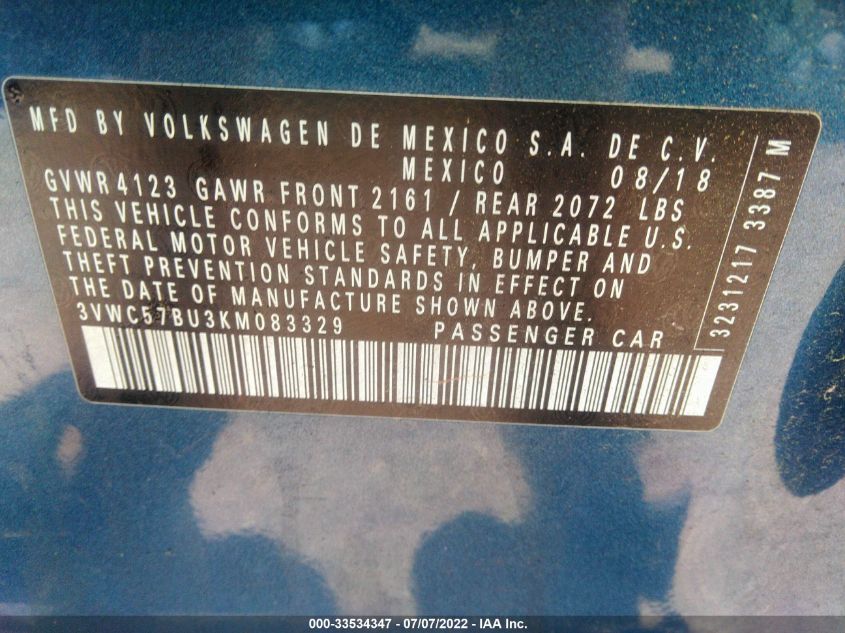 MFD BY VOLKSWAGEN DE MEXICO S.A. DE C.V.
MEXICO 08/18
GVWR 4123 GAWR FRONT 2161 / REAR 2072 LBS
THIS VEHICLE CONFORMS TO ALL APPLICABLE U.S.
FEDERAL MOTOR VEHICLE SAFETY, BUMPER AND
THEFT PREVENTION STANDARDS IN EFFECT ON
THE DATE OF MANUFACTURE SHOWN ABOVE.
3VWC57BU3KM083329 PASSENGER CAR
3231217 3387 M
000-33534347 - 07/07/2022 - IAA Inc.